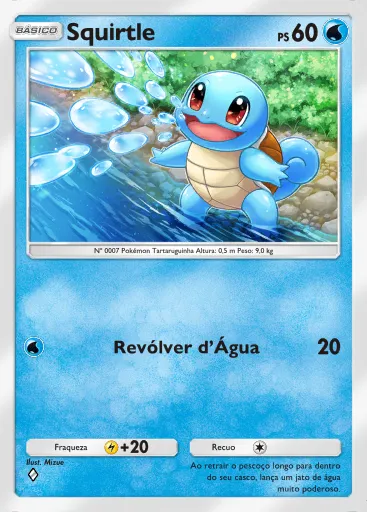 BÁSICO Squirtle PS 60
Nº 0007 Pokémon Tartaruguinha Altura: 0,5 m Peso: 9,0 kg
Revólver d'Água 20
Fraqueza +20 Recuo
Ilust. Mizue
Ao retrair o pescoço longo para dentro
do seu casco, lança um jato de água
muito poderoso.